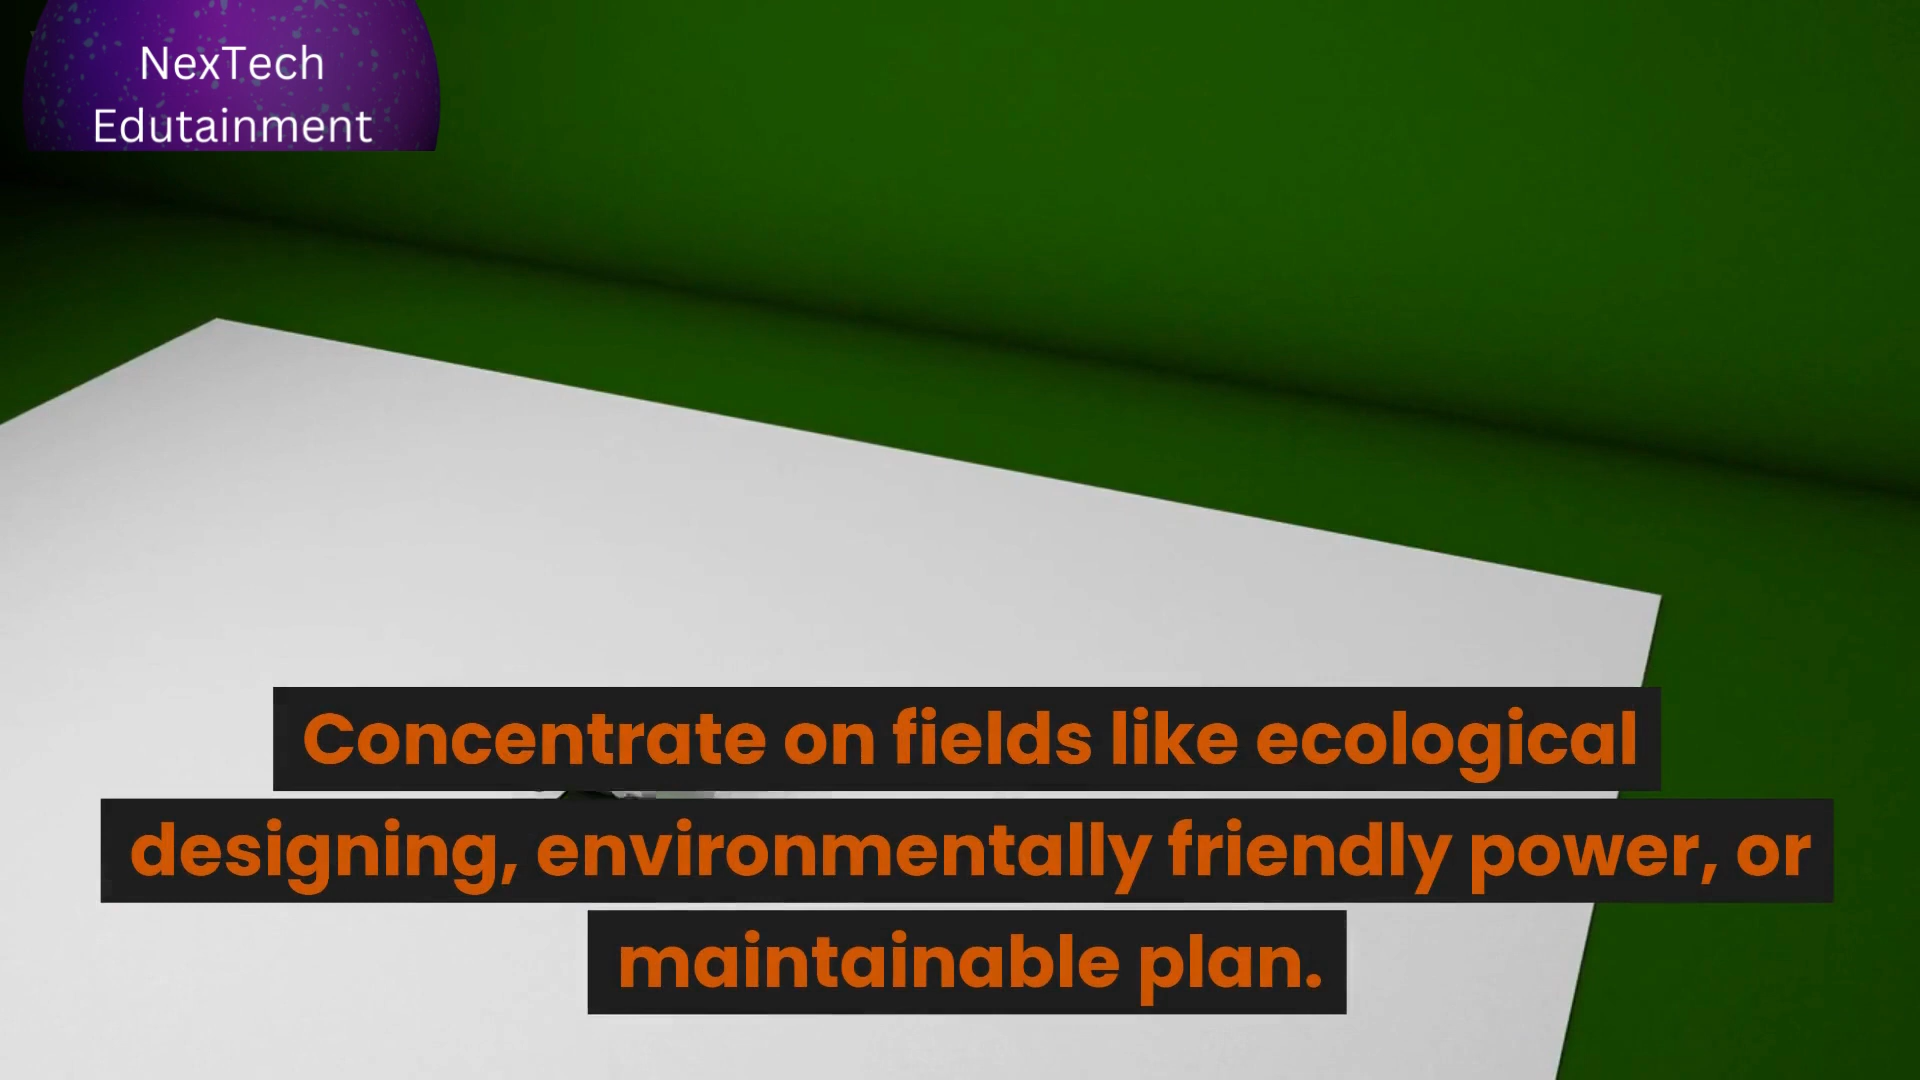 NexTech
Edutainment
Concentrate on fields like ecological
designing, environmentally friendly power, or
maintainable plan.